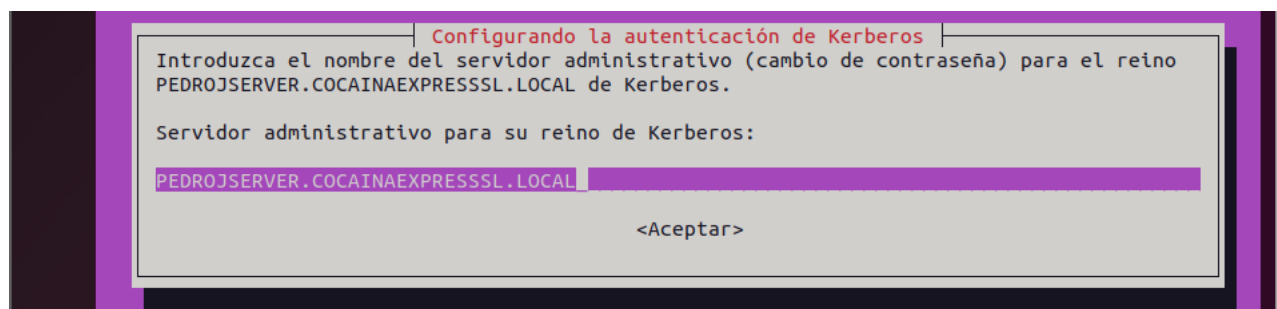 Configurando la autenticación de Kerberos
Introduzca el nombre del servidor administrativo (cambio de contraseña) para el reino
PEDROJSERVER.COCAINAEXPRESSSL.LOCAL de Kerberos.
Servidor administrativo para su reino de Kerberos:
PEDROJSERVER.COCAINAEXPRESSSL.LOCAL
<Aceptar>